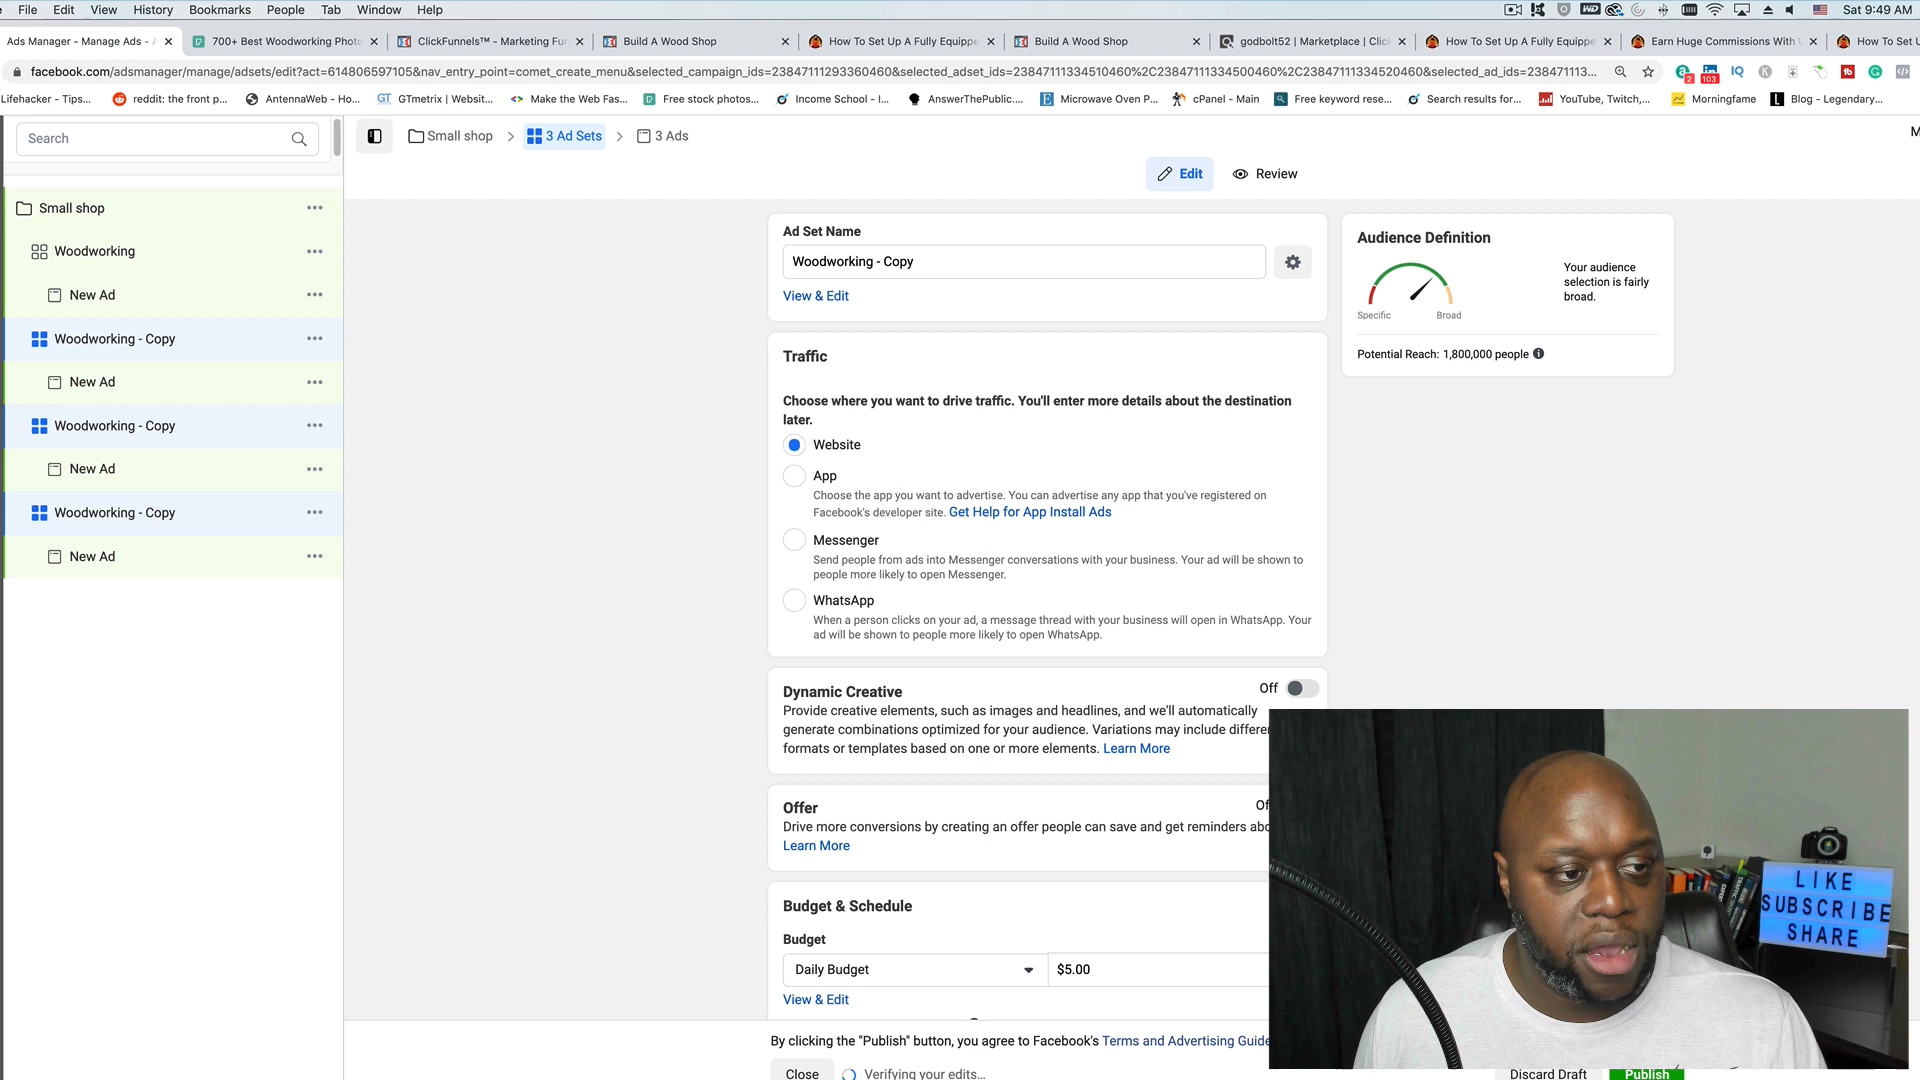 File Edit View History Bookmarks People Tab Window Help
Sat 9:49 AM
Ads Manager - Manage Ads -
700+ Best Woodworking Photo
ClickFunnels™ - Marketing Fun
Build A Wood Shop
How To Set Up A Fully Equippe
Build A Wood Shop
godbolt52 | Marketplace | Clic
How To Set Up A Fully Equippe
Earn Huge Commissions With
How To Set U
facebook.com/adsmanager/manage/adsets/edit?act=614806597105&nav_entry_point=comet_create_menu&selected_campaign_ids=23847111293360460&selected_adset_ids=23847111334510460%2C23847111334500460%2C23847111334520460&selected_ad_ids=238471113...
Lifehacker - Tips...
reddit: the front p...
AntennaWeb - Ho...
GTmetrix | Websit...
Make the Web Fas...
Free stock photos...
Income School - I...
AnswerThePublic....
Microwave Oven P...
cPanel - Main
Free keyword rese...
Search results for...
YouTube, Twitch,...
Morningfame
Blog - Legendary...
Search
Small shop
3 Ad Sets
3 Ads
M
Edit
Review
Small shop
Woodworking
New Ad
Woodworking - Copy
New Ad
Woodworking - Copy
New Ad
Woodworking - Copy
New Ad
Ad Set Name
Woodworking - Copy
View & Edit
Audience Definition
Your audience
selection is fairly
broad.
Specific
Broad
Potential Reach: 1,800,000 people
Traffic
Choose where you want to drive traffic. You'll enter more details about the destination
later.
Website
App
Choose the app you want to advertise. You can advertise any app that you've registered on
Facebook's developer site. Get Help for App Install Ads
Messenger
Send people from ads into Messenger conversations with your business. Your ad will be shown to
people more likely to open Messenger.
WhatsApp
When a person clicks on your ad, a message thread with your business will open in WhatsApp. Your
ad will be shown to people more likely to open WhatsApp.
Dynamic Creative
Off
Provide creative elements, such as images and headlines, and we'll automatically
generate combinations optimized for your audience. Variations may include differe
formats or templates based on one or more elements. Learn More
Offer
Of
Drive more conversions by creating an offer people can save and get reminders abo
Learn More
Budget & Schedule
Budget
Daily Budget
$5.00
View & Edit
By clicking the "Publish" button, you agree to Facebook's Terms and Advertising Guide
Close
Verifying your edits...
Discard Draft
Publish
LIKE
SUBSCRIBE
SHARE